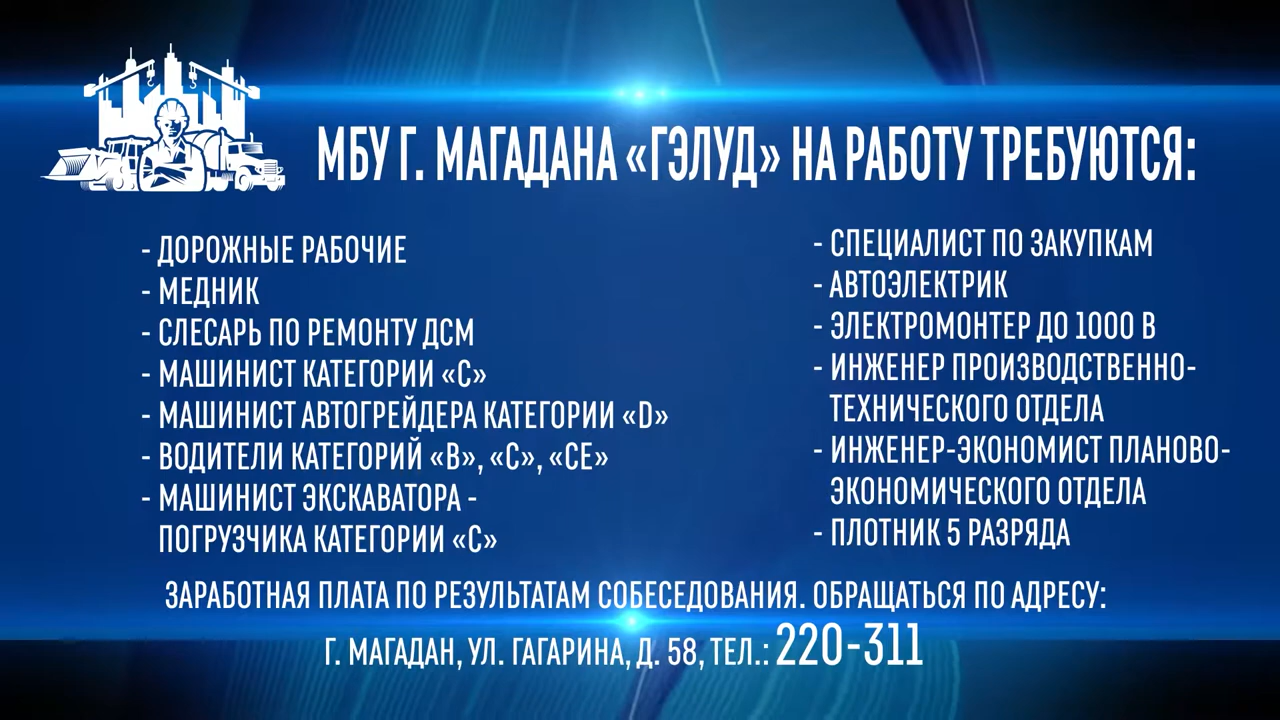 МБУ Г. МАГАДАНА «ГЭЛУД» НА РАБОТУ ТРЕБУЮТСЯ:
- ДОРОЖНЫЕ РАБОЧИЕ
- МЕДНИК
- СЛЕСАРЬ ПО РЕМОНТУ ДСМ
- МАШИНИСТ КАТЕГОРИИ «С»
- МАШИНИСТ АВТОГРЕЙДЕРА КАТЕГОРИИ «D»
- ВОДИТЕЛИ КАТЕГОРИЙ «В», «С», «СЕ»
- МАШИНИСТ ЭКСКАВАТОРА -
ПОГРУЗЧИКА КАТЕГОРИИ «С»
- СПЕЦИАЛИСТ ПО ЗАКУПКАМ
- АВТОЭЛЕКТРИК
- ЭЛЕКТРОМОНТЕР ДО 1000 В
- ИНЖЕНЕР ПРОИЗВОДСТВЕННО-
ТЕХНИЧЕСКОГО ОТДЕЛА
- ИНЖЕНЕР-ЭКОНОМИСТ ПЛАНОВО-
ЭКОНОМИЧЕСКОГО ОТДЕЛА
- ПЛОТНИК 5 РАЗРЯДА
ЗАРАБОТНАЯ ПЛАТА ПО РЕЗУЛЬТАТАМ СОБЕСЕДОВАНИЯ. ОБРАЩАТЬСЯ ПО АДРЕСУ:
Г. МАГАДАН, УЛ. ГАГАРИНА, Д. 58, ТЕЛ.: 220-311